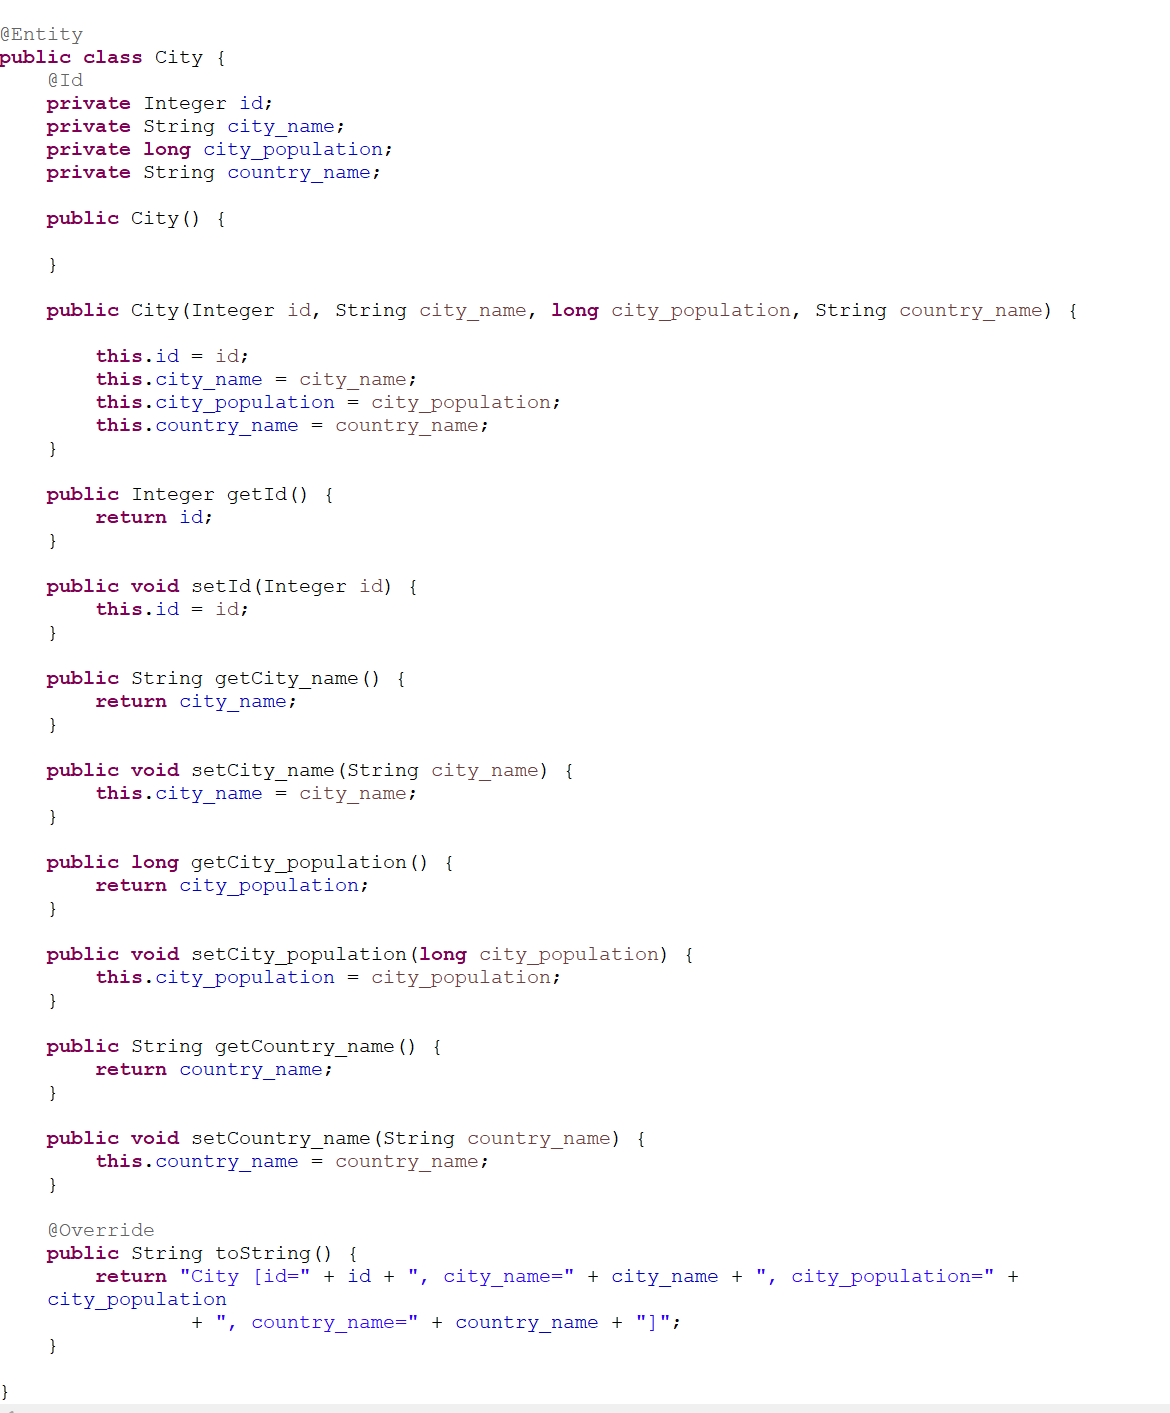 @Entity
public class City {
    @Id
    private Integer id;
    private String city_name;
    private long city_population;
    private String country_name;

    public City() {

    }

    public City(Integer id, String city_name, long city_population, String country_name) {

        this.id = id;
        this.city_name = city_name;
        this.city_population = city_population;
        this.country_name = country_name;
    }

    public Integer getId() {
        return id;
    }

    public void setId(Integer id) {
        this.id = id;
    }

    public String getCity_name() {
        return city_name;
    }

    public void setCity_name(String city_name) {
        this.city_name = city_name;
    }

    public long getCity_population() {
        return city_population;
    }

    public void setCity_population(long city_population) {
        this.city_population = city_population;
    }

    public String getCountry_name() {
        return country_name;
    }

    public void setCountry_name(String country_name) {
        this.country_name = country_name;
    }

    @Override
    public String toString() {
        return "City [id=" + id + ", city_name=" + city_name + ", city_population=" +
    city_population
                + ", country_name=" + country_name + "]";
    }

}